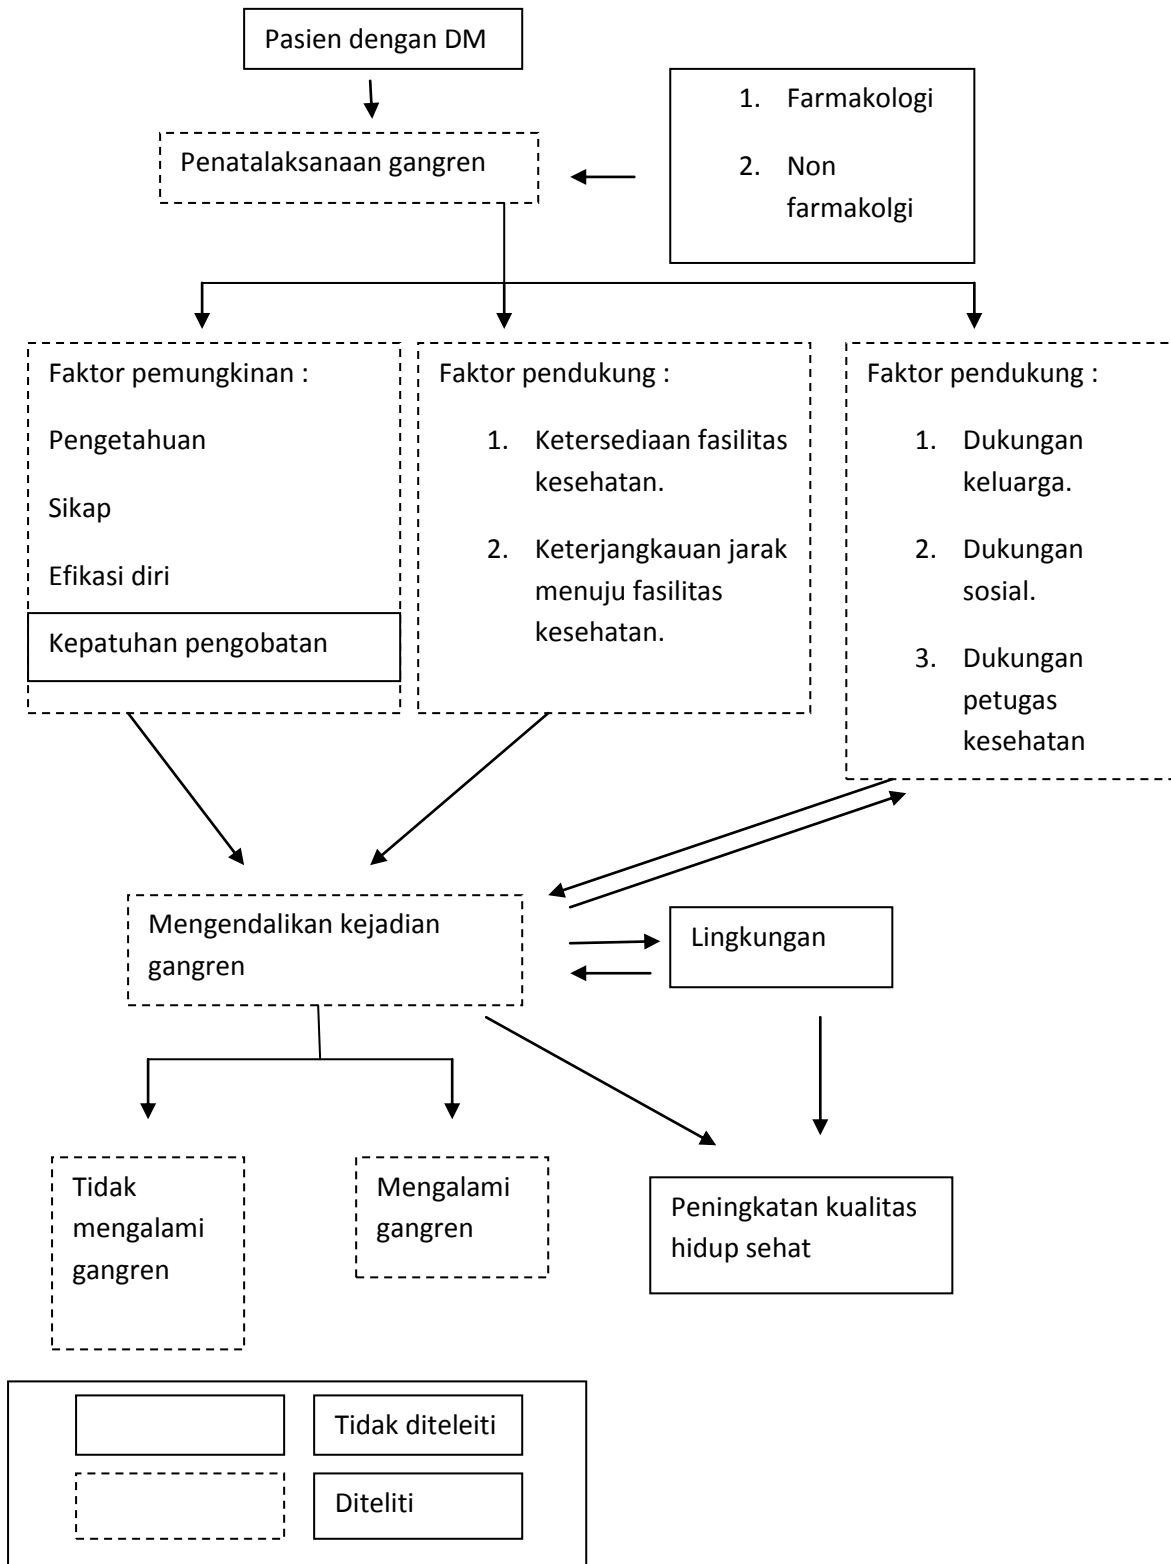 Pasien dengan DM
1. Farmakologi
2. Non
farmakolgi
Penatalaksanaan gangren
Faktor pemungkinan :
Pengetahuan
Sikap
Efikasi diri
Kepatuhan pengobatan
Faktor pendukung :
1. Ketersediaan fasilitas
kesehatan.
2. Keterjangkauan jarak
menuju fasilitas
kesehatan.
Faktor pendukung :
1. Dukungan
keluarga.
2. Dukungan
sosial.
3. Dukungan
petugas
kesehatan
Mengendalikan kejadian
gangren
Lingkungan
Tidak
mengalami
gangren
Mengalami
gangren
Peningkatan kualitas
hidup sehat
Tidak diteleiti
Diteliti